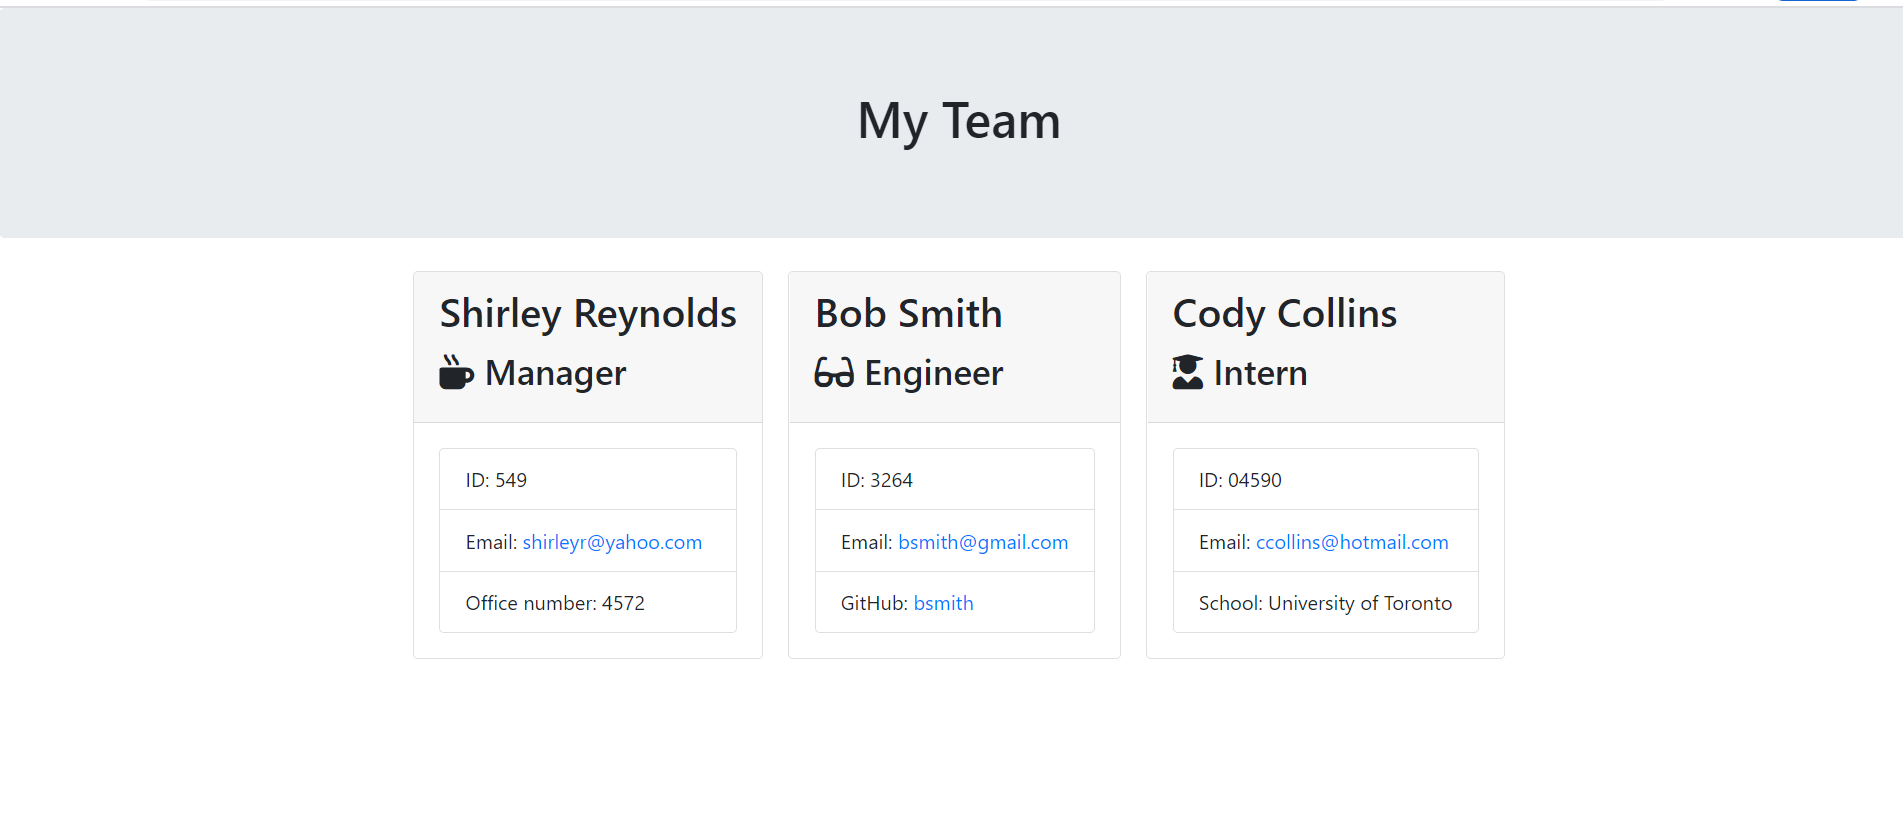 My Team
Shirley Reynolds
Manager
ID: 549
Email: shirleyr@yahoo.com
Office number: 4572
Bob Smith
Engineer
ID: 3264
Email: bsmith@gmail.com
GitHub: bsmith
Cody Collins
Intern
ID: 04590
Email: ccollins@hotmail.com
School: University of Toronto